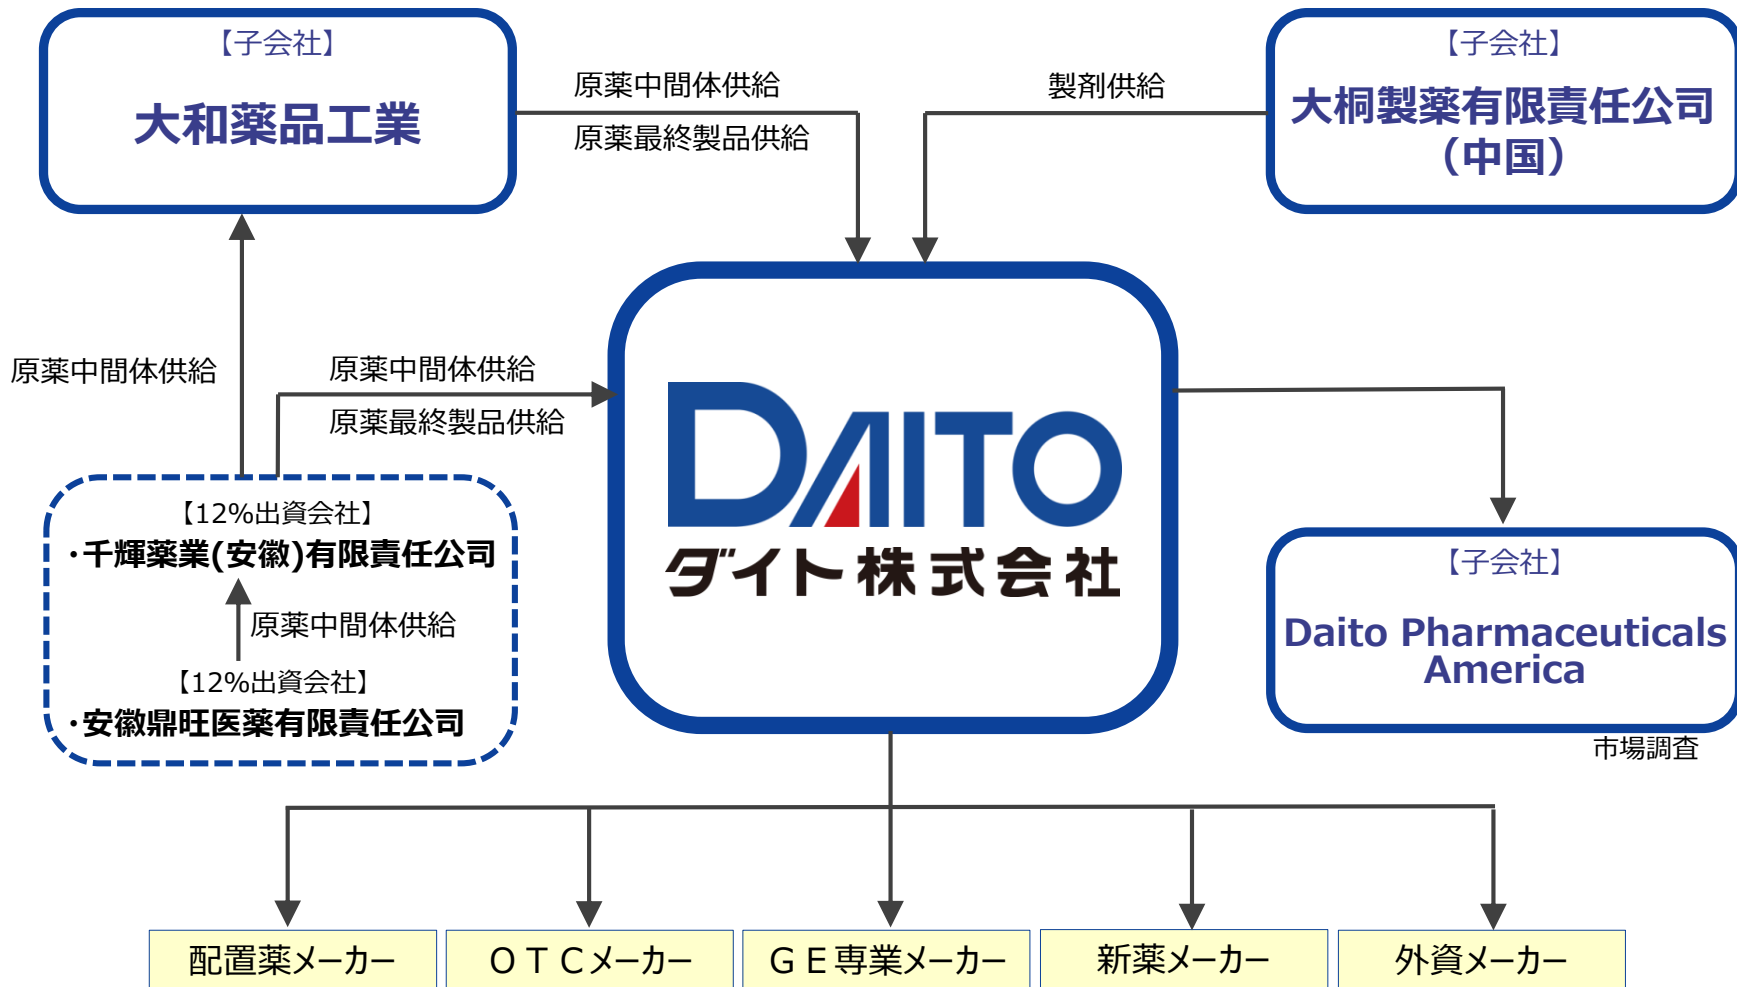 【子会社】
大和薬品工業
原薬中間体供給
原薬最終製品供給
製剤供給
【子会社】
大桐製薬有限責任公司
（中国）
原薬中間体供給
原薬中間体供給
原薬最終製品供給
DAITO
ダイト株式会社
【12%出資会社】
・千輝薬業(安徽)有限責任公司
原薬中間体供給
【12%出資会社】
・安徽鼎旺医薬有限責任公司
【子会社】
Daito Pharmaceuticals
America
市場調査
配置薬メーカー
ＯＴＣメーカー
ＧＥ専業メーカー
新薬メーカー
外資メーカー